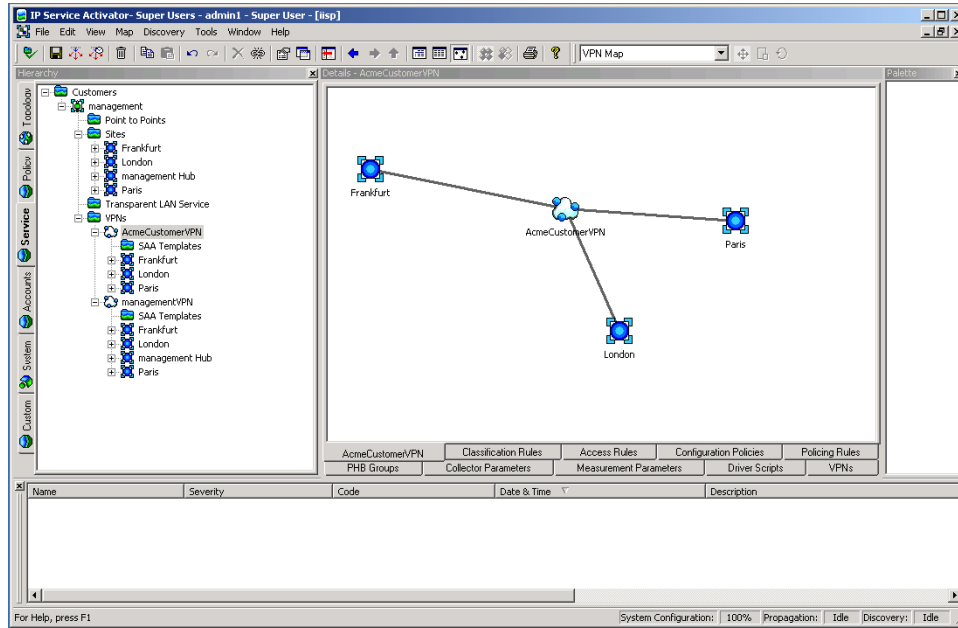 IP Service Activator- Super Users - admin1 - Super User - [iisp]
File Edit View Map Discovery Tools Window Help
VPN Map
Hierarchy
Details - AcmeCustomerVPN
Palette
Topology
Policy
Service
Accounts
System
Custom
Customers
management
Point to Points
Sites
Frankfurt
London
management Hub
Paris
Transparent LAN Service
VPNs
AcmeCustomerVPN
SAA Templates
Frankfurt
London
Paris
managementVPN
SAA Templates
Frankfurt
London
management Hub
Paris
Frankfurt
AcmeCustomerVPN
Paris
London
AcmeCustomerVPN Classification Rules Access Rules Configuration Policies Policing Rules
PHB Groups Collector Parameters Measurement Parameters Driver Scripts VPNs
Name Severity Code Date & Time Description
For Help, press F1 System Configuration: 100% Propagation: Idle Discovery: Idle